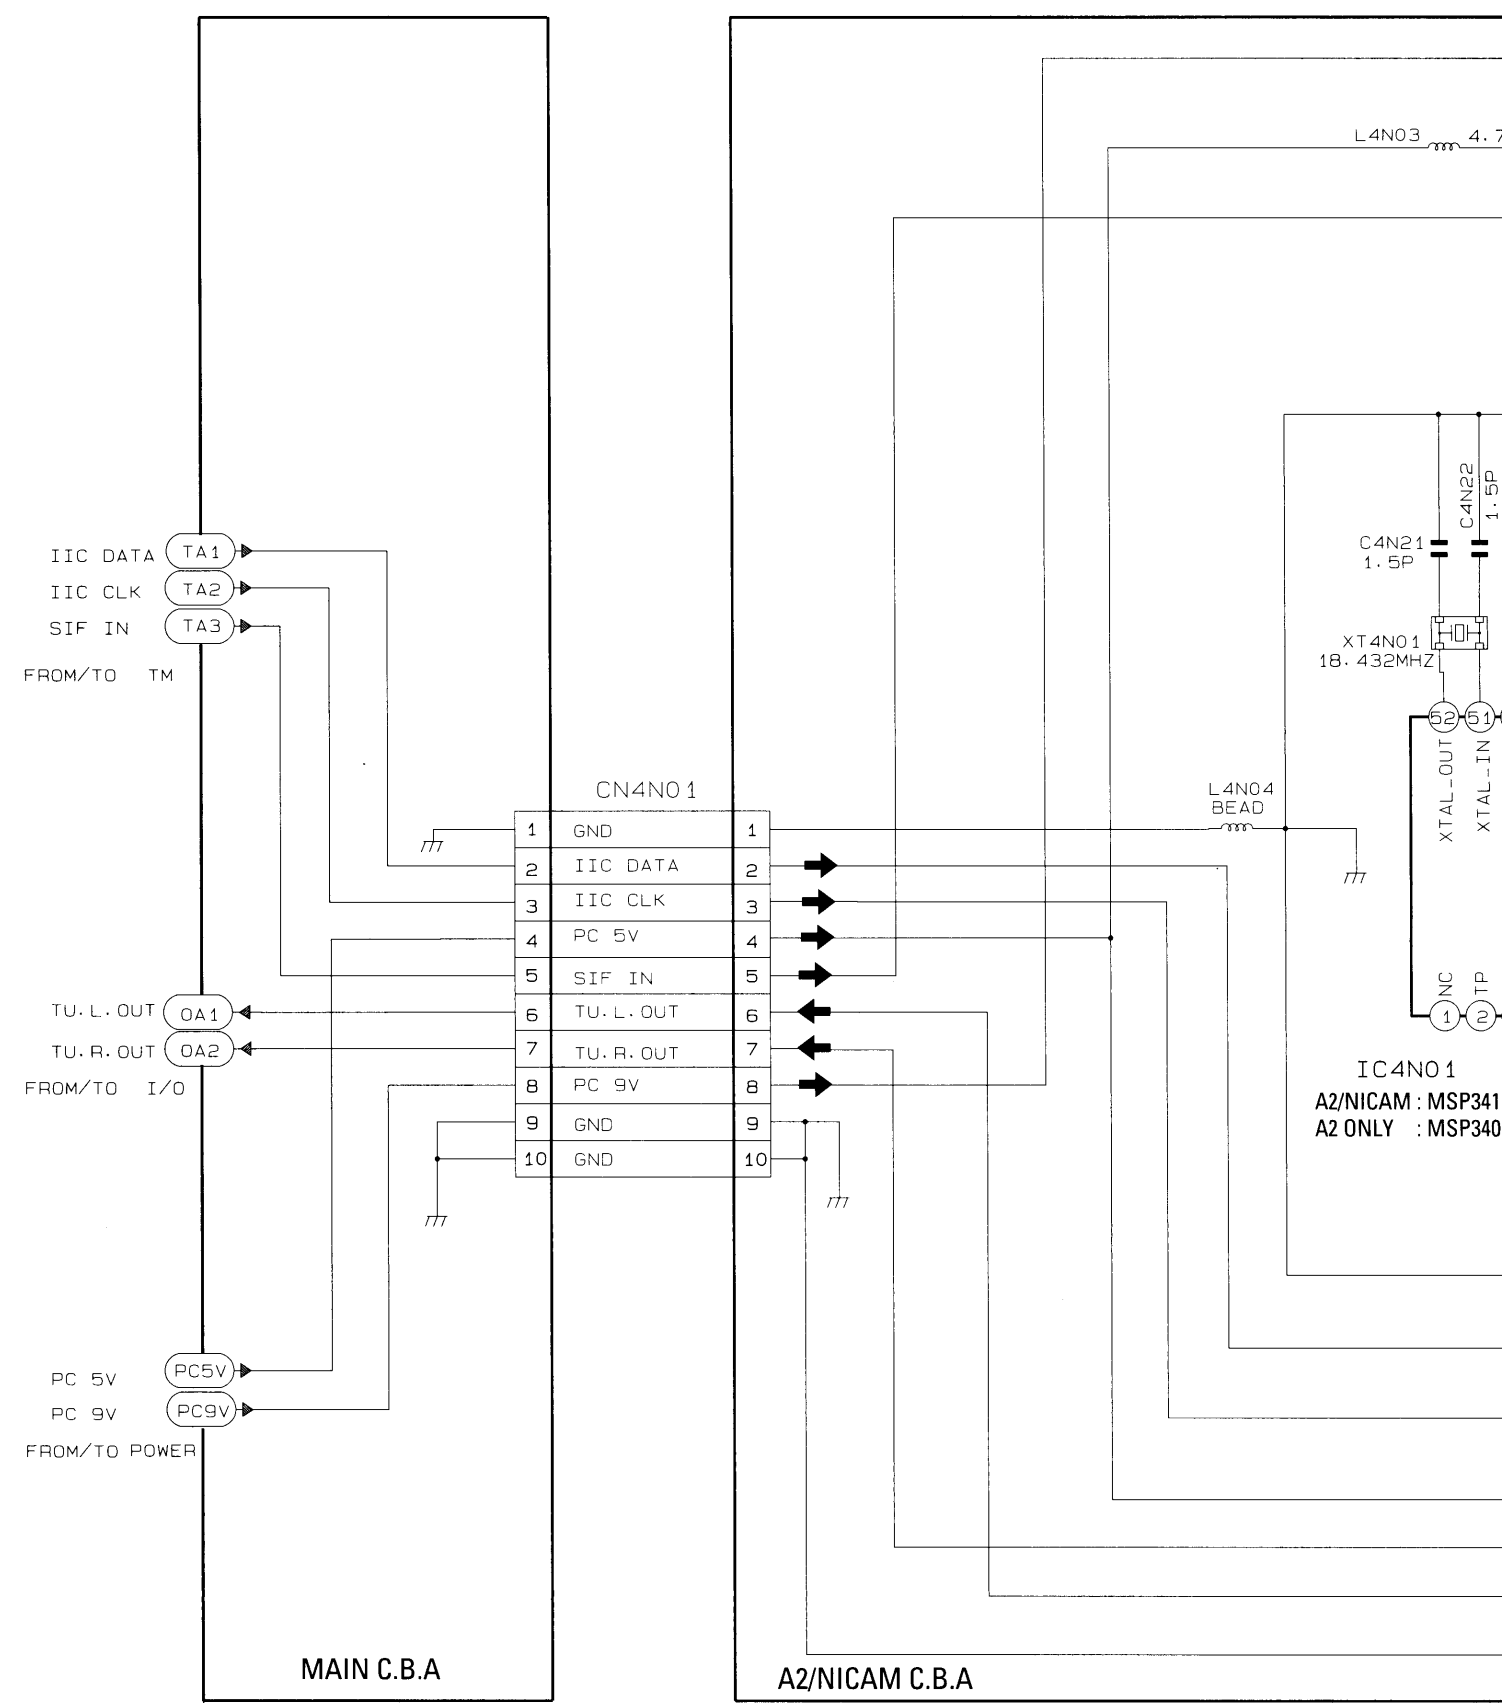 L4N03 4.7
C4N22
1.5P
C4N21
1.5P
IIC DATA TA1
IIC CLK TA2
SIF IN TA3
FROM/TO TM
XT4N01
18.432MHZ
52 51
XTAL_OUT
XTAL_IN
CN4N01
L4N04
BEAD
1 GND 1
2 IIC DATA 2
3 IIC CLK 3
4 PC 5V 4
5 SIF IN 5
6 TU.L.OUT 6
7 TU.R.OUT 7
8 PC 9V 8
9 GND 9
10 GND 10
NC
TP
1 2
TU.L.OUT OA1
TU.R.OUT OA2
FROM/TO I/O
IC4N01
A2/NICAM : MSP341
A2 ONLY : MSP340
PC 5V PC5V
PC 9V PC9V
FROM/TO POWER
MAIN C.B.A
A2/NICAM C.B.A